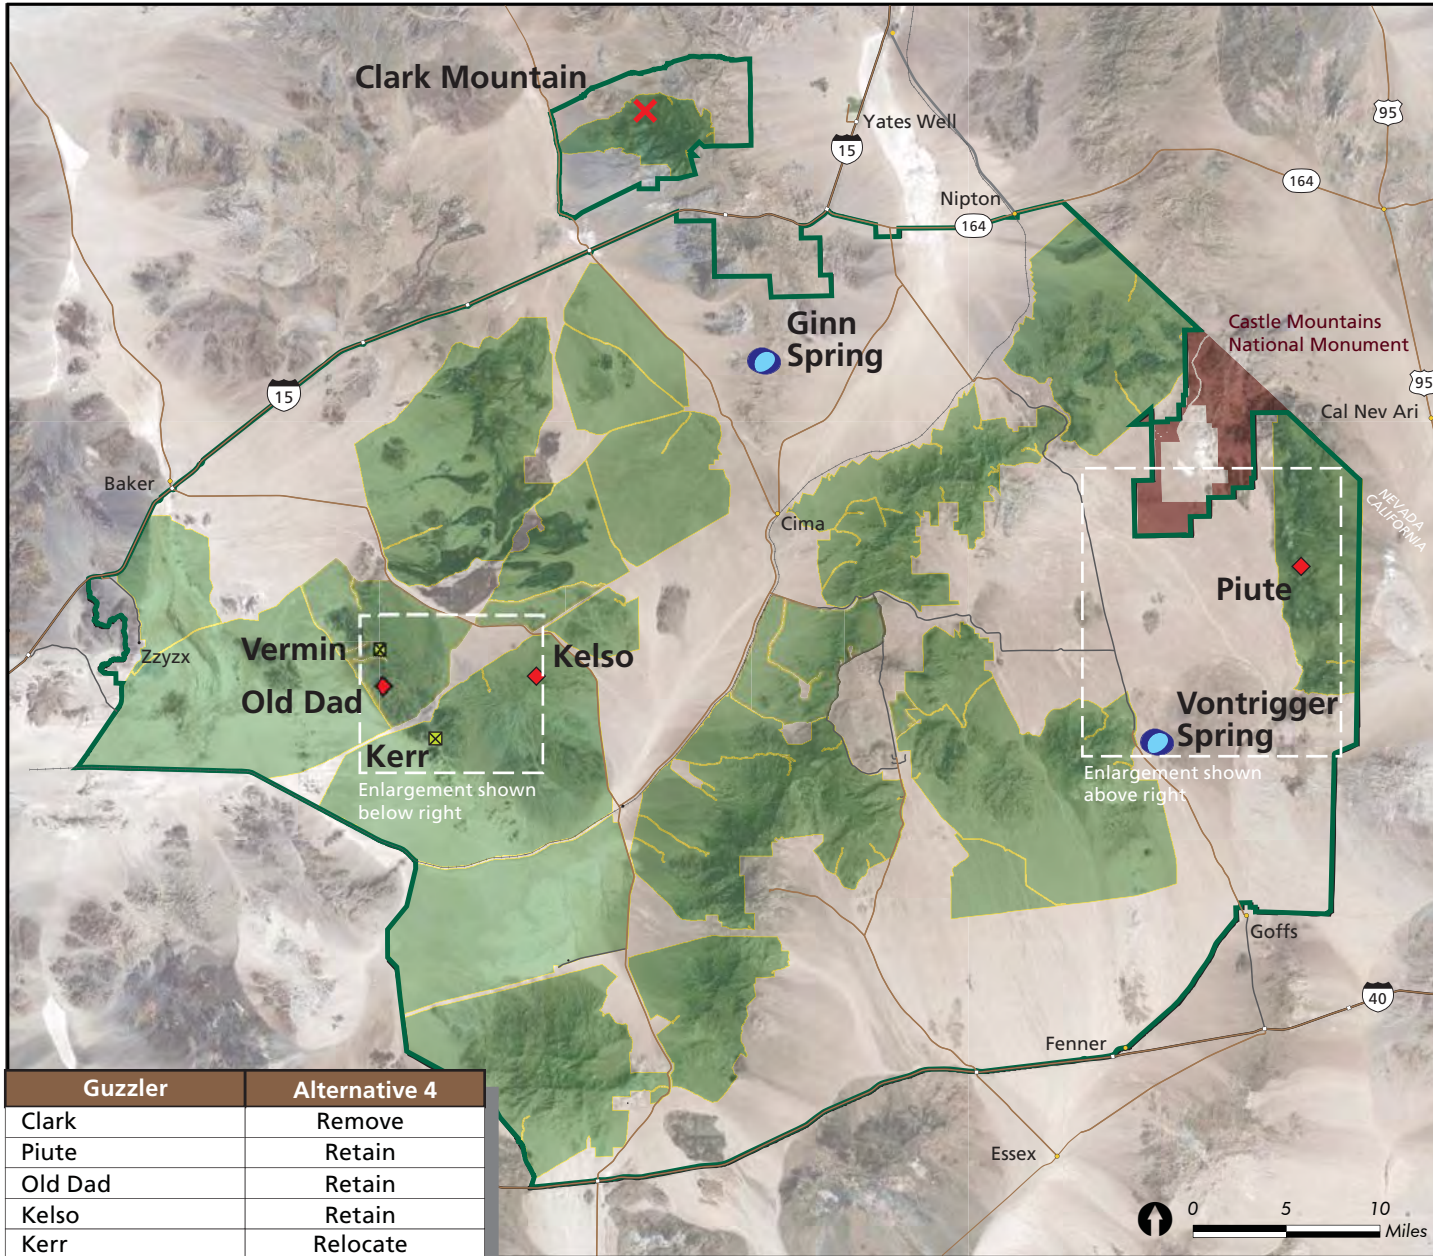 Clark Mountain
Yates Well
15
95
164
Nipton
164
Castle Mountains
National Monument
Ginn
Spring
15
95
Cal Nev Ari
Baker
NEVADA
CALIFORNIA
Cima
Piute
Zzyzx
Vermin
Kelso
Old Dad
Vontrigger
Spring
Kerr
Enlargement shown
below right
Enlargement shown
above right
Goffs
40
Fenner
Essex
Guzzler Alternative 4
Clark Remove
Piute Retain
Old Dad Retain
Kelso Retain
Kerr Relocate
0 5 10
Miles